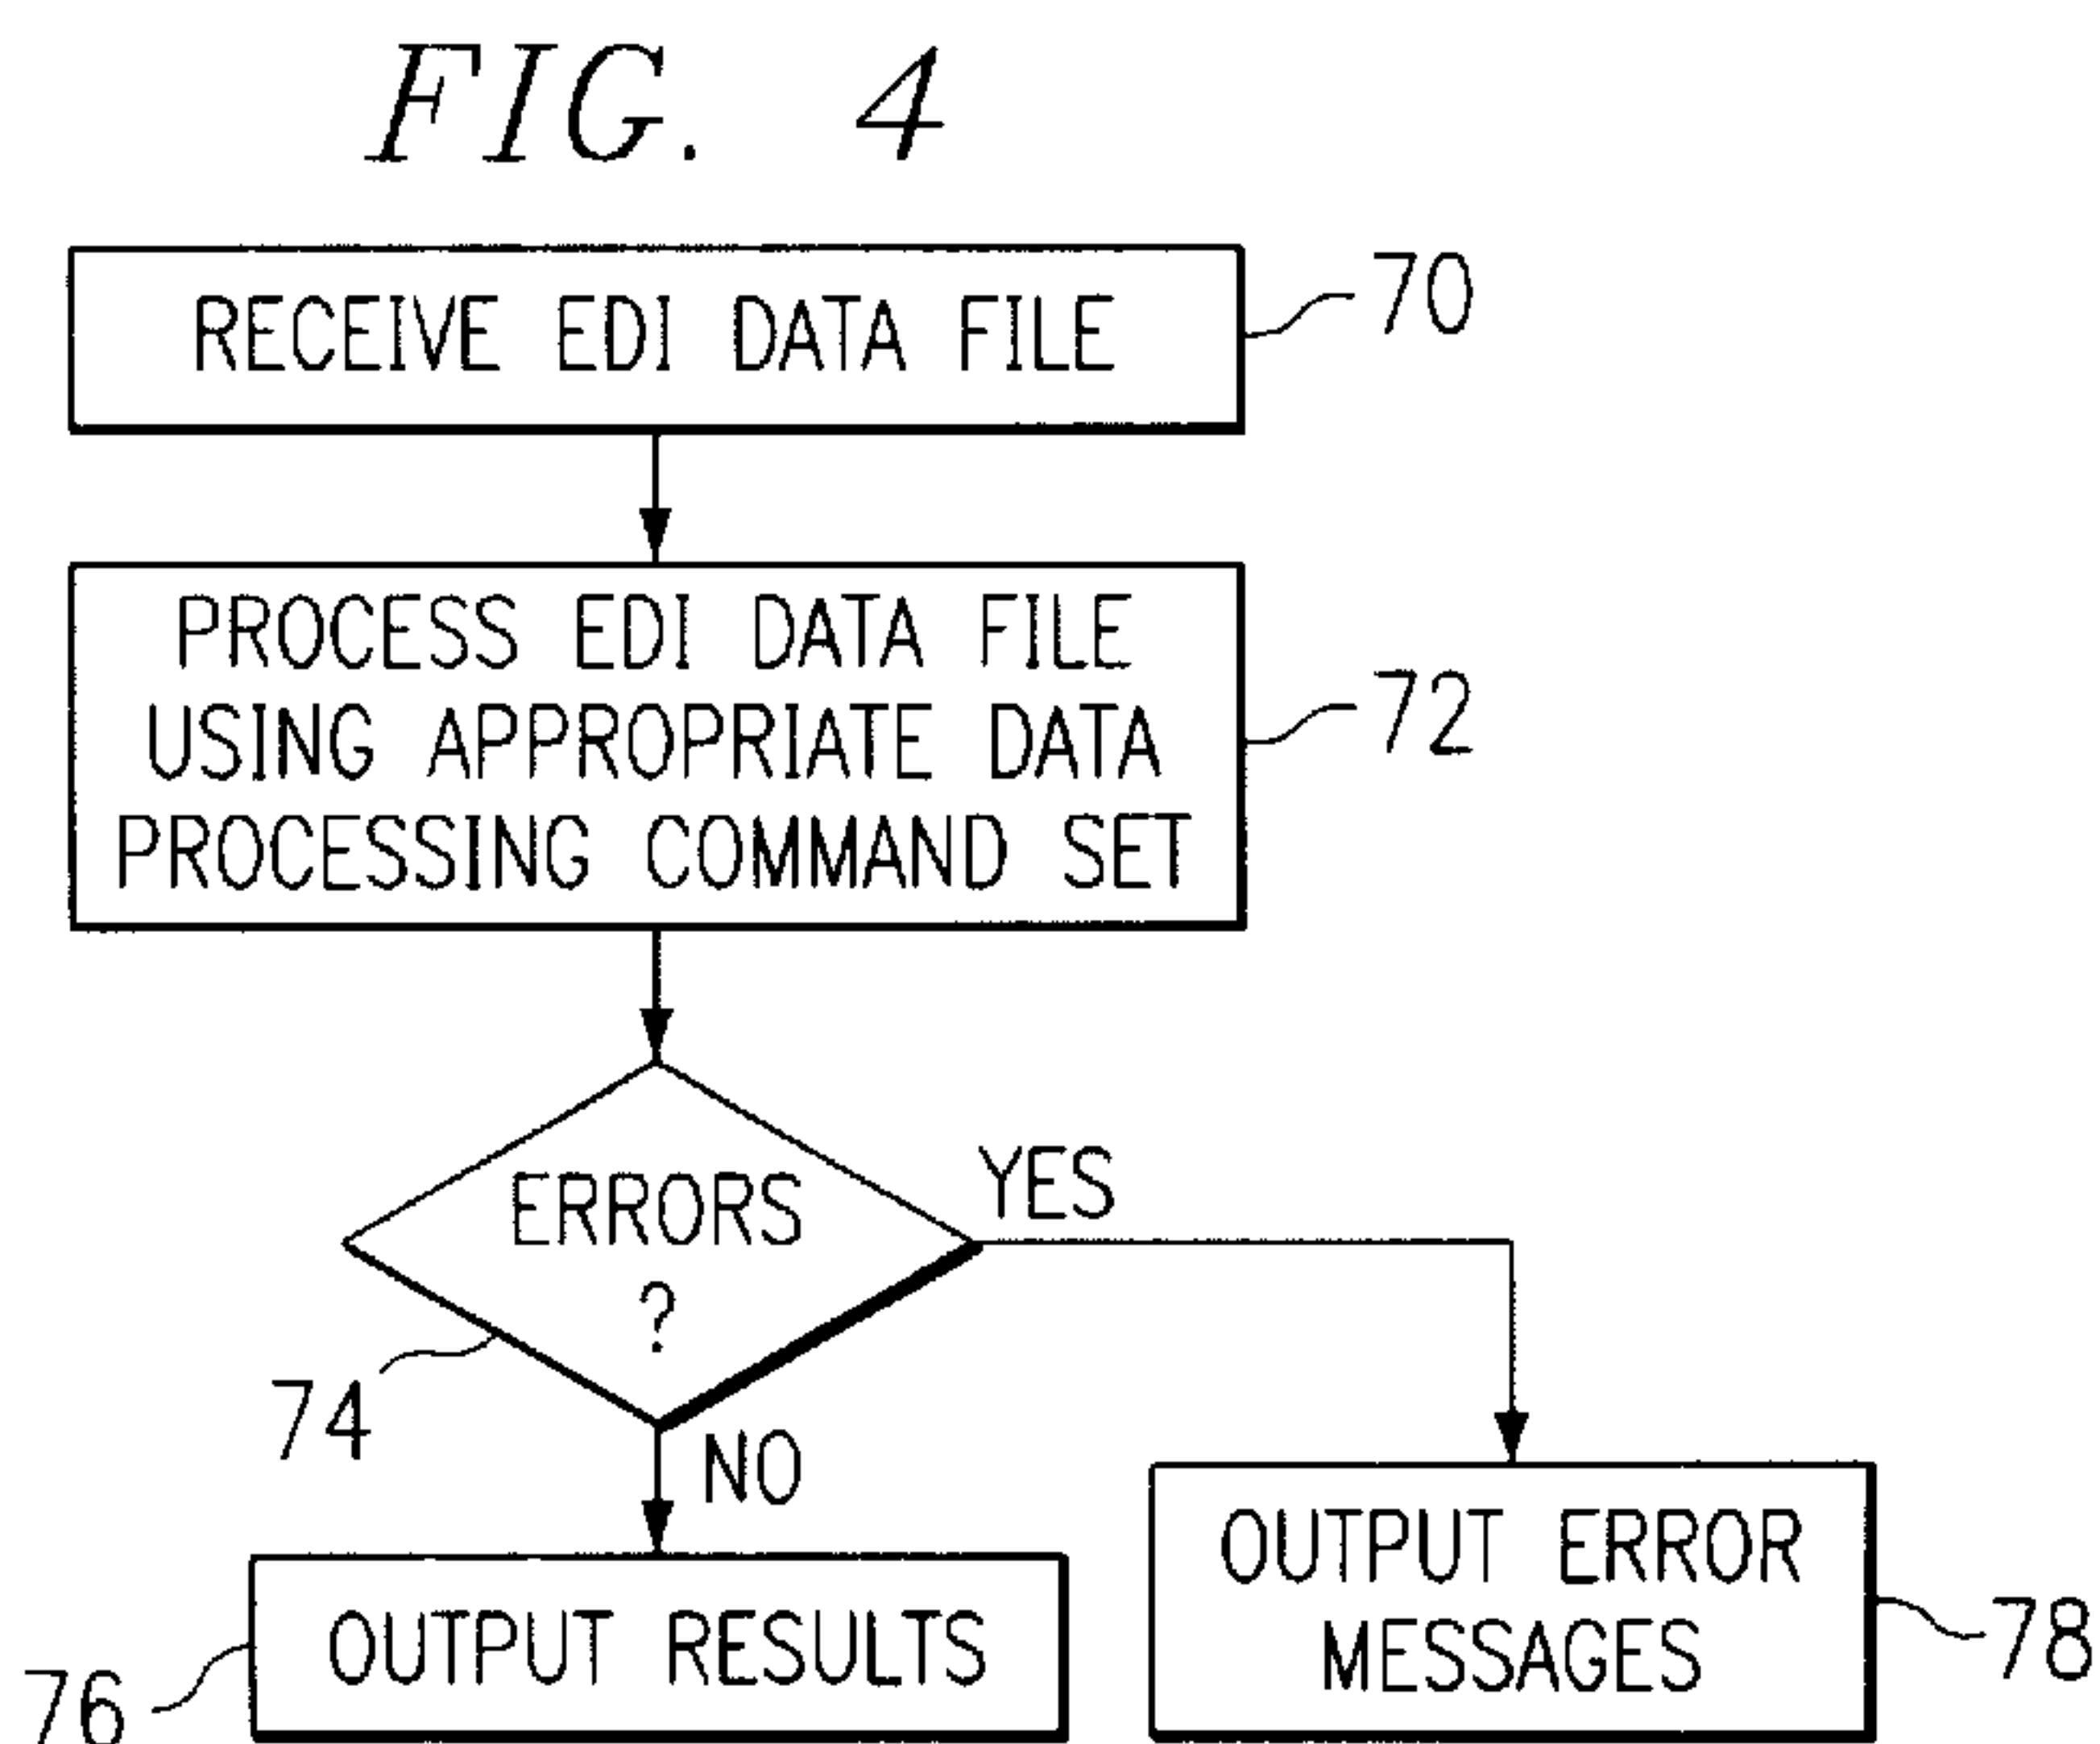 FIG. 4
RECEIVE EDI DATA FILE
70
PROCESS EDI DATA FILE
USING APPROPRIATE DATA
PROCESSING COMMAND SET
72
ERRORS
?
YES
74
NO
OUTPUT RESULTS
76
OUTPUT ERROR
MESSAGES
78